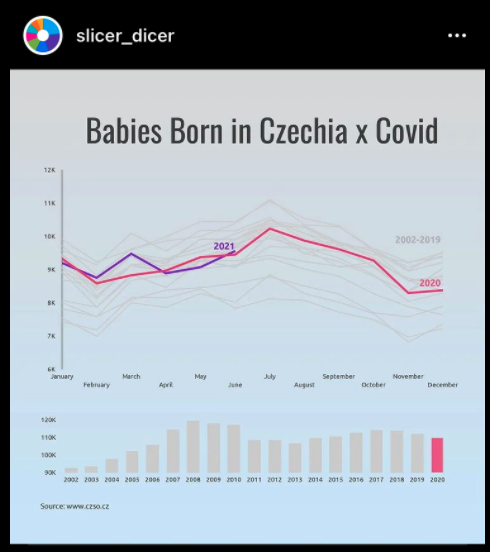 slicer_dicer
Babies Born in Czechia x Covid
12K
11K
10K
9K
8K
7K
6K
2021
2002-2019
2020
January
February
March
April
May
June
July
August
September
October
November
December
120K
110K
100K
90K
2002 2003 2004 2005 2006 2007 2008 2009 2010 2011 2012 2013 2014 2015 2016 2017 2018 2019 2020
Source: www.czso.cz